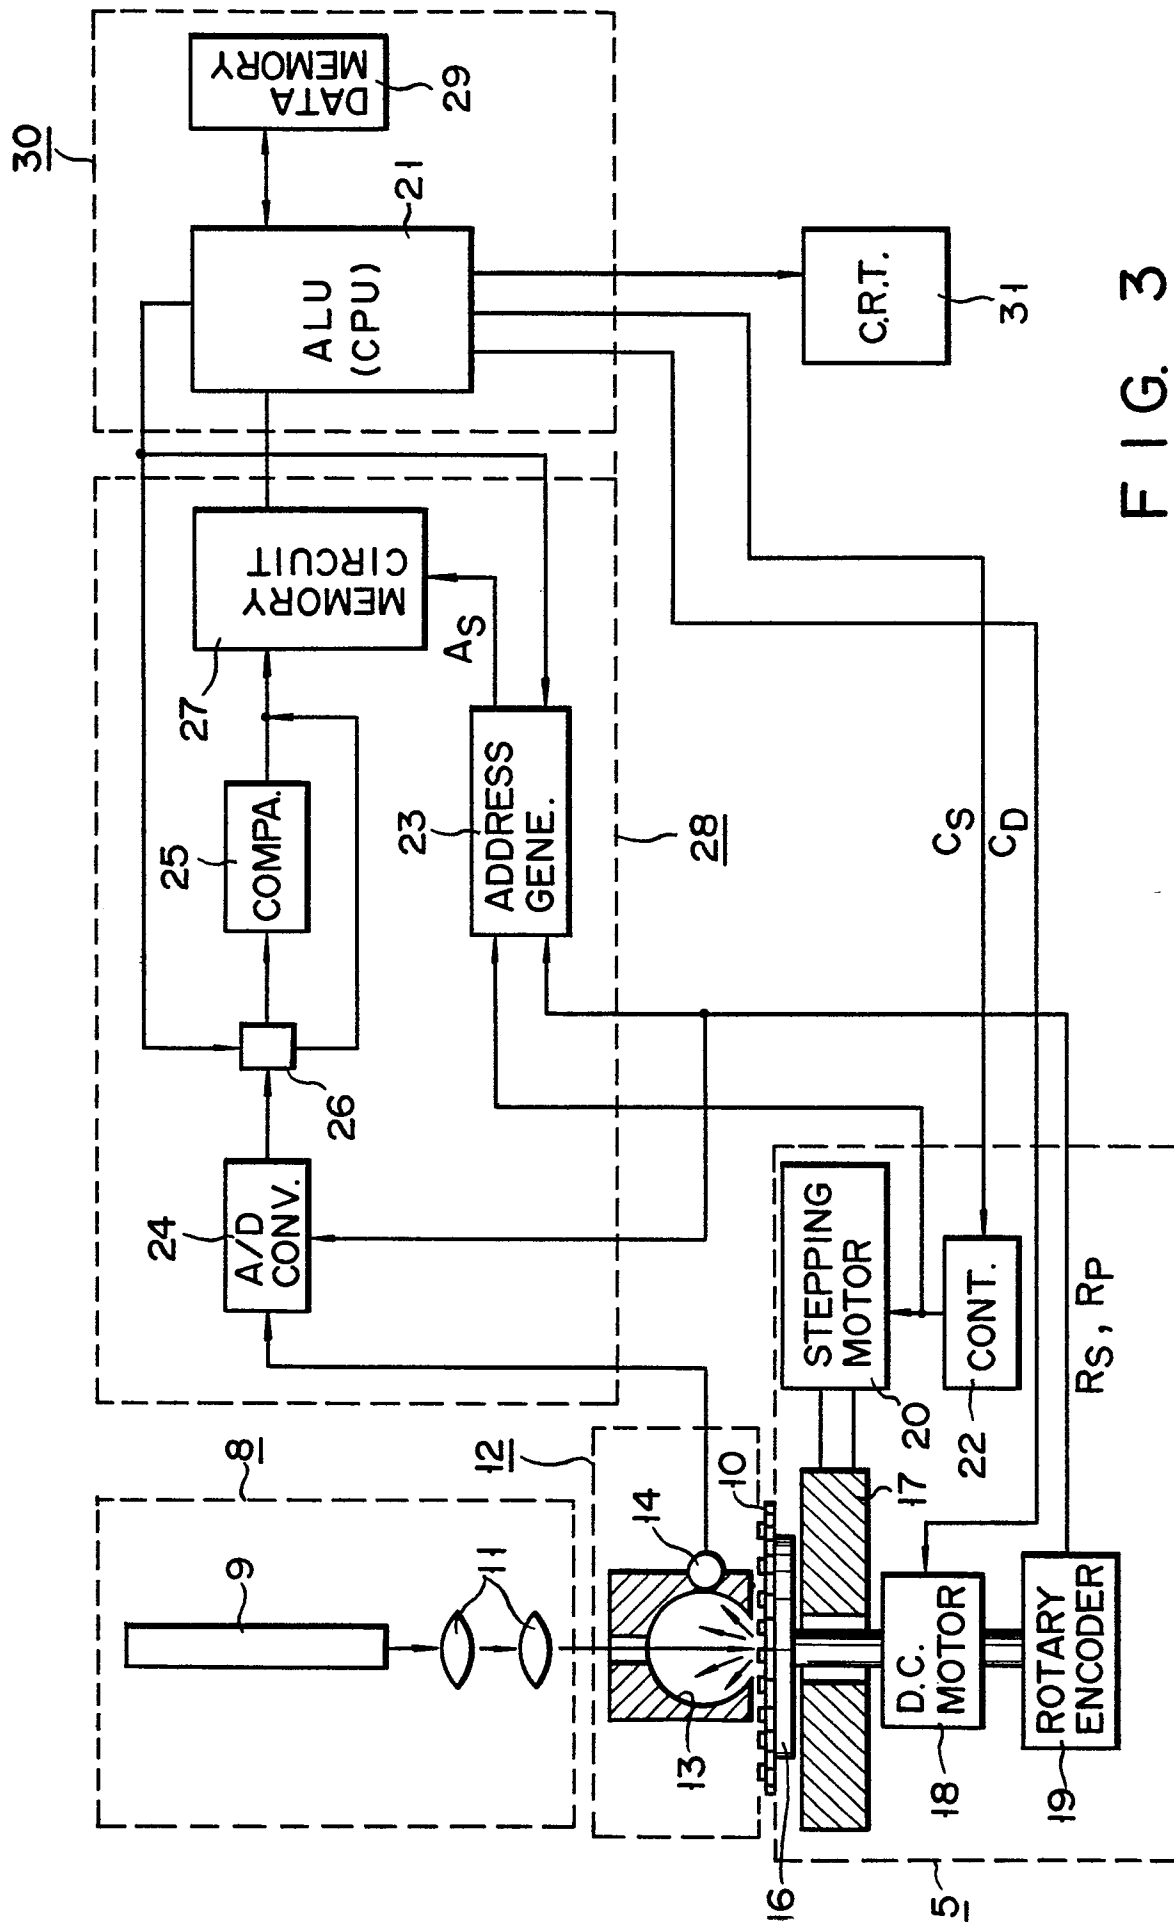 30
DATA
MEMORY
29
21
ALU
(CPU)
C.R.T.
31
MEMORY
CIRCUIT
27
AS
25
COMPA.
23
ADDRESS
GENE.
28
CS
CD
26
24
A/D
CONV.
STEPPING
MOTOR
20
CONT.
22
RS, RP
8
9
11
12
14
10
13
17
16
D.C.
MOTOR
18
ROTARY
ENCODER
19
5
FIG. 3